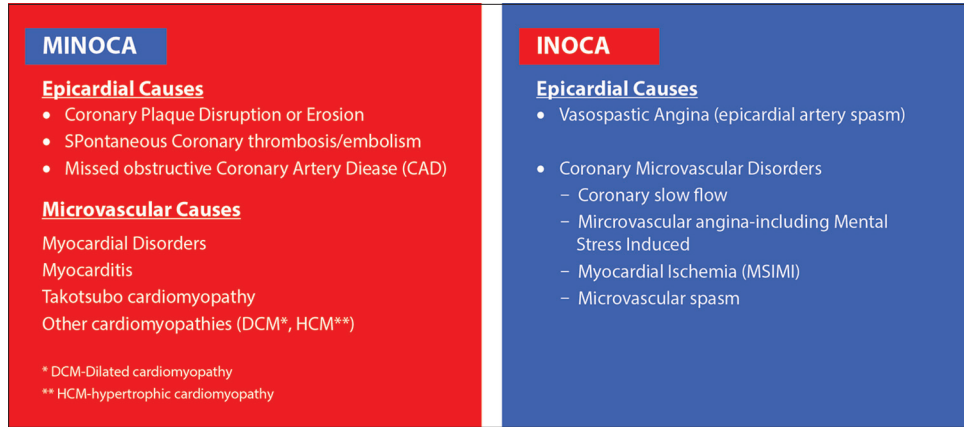 MINOCA
Epicardial Causes
• Coronary Plaque Disruption or Erosion
• SPontaneous Coronary thrombosis/embolism
• Missed obstructive Coronary Artery Diease (CAD)
Microvascular Causes
Myocardial Disorders
Myocarditis
Takotsubo cardiomyopathy
Other cardiomyopathies (DCM*, HCM**)
* DCM-Dilated cardiomyopathy
** HCM-hypertrophic cardiomyopathy
INOCA
Epicardial Causes
• Vasospastic Angina (epicardial artery spasm)
• Coronary Microvascular Disorders
– Coronary slow flow
– Mircrovascular angina-including Mental
Stress Induced
– Myocardial Ischemia (MSIMI)
– Microvascular spasm